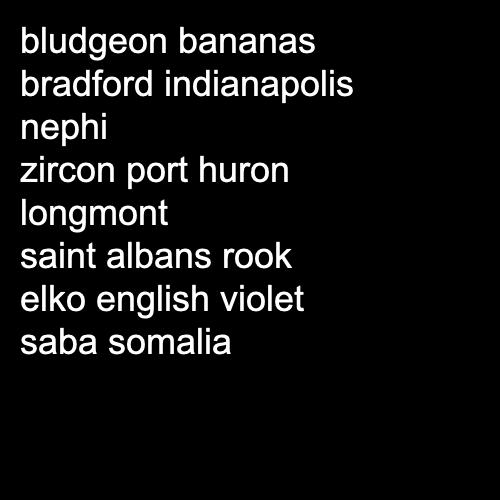 bludgeon bananas
bradford indianapolis
nephi
zircon port huron
longmont
saint albans rook
elko english violet
saba somalia